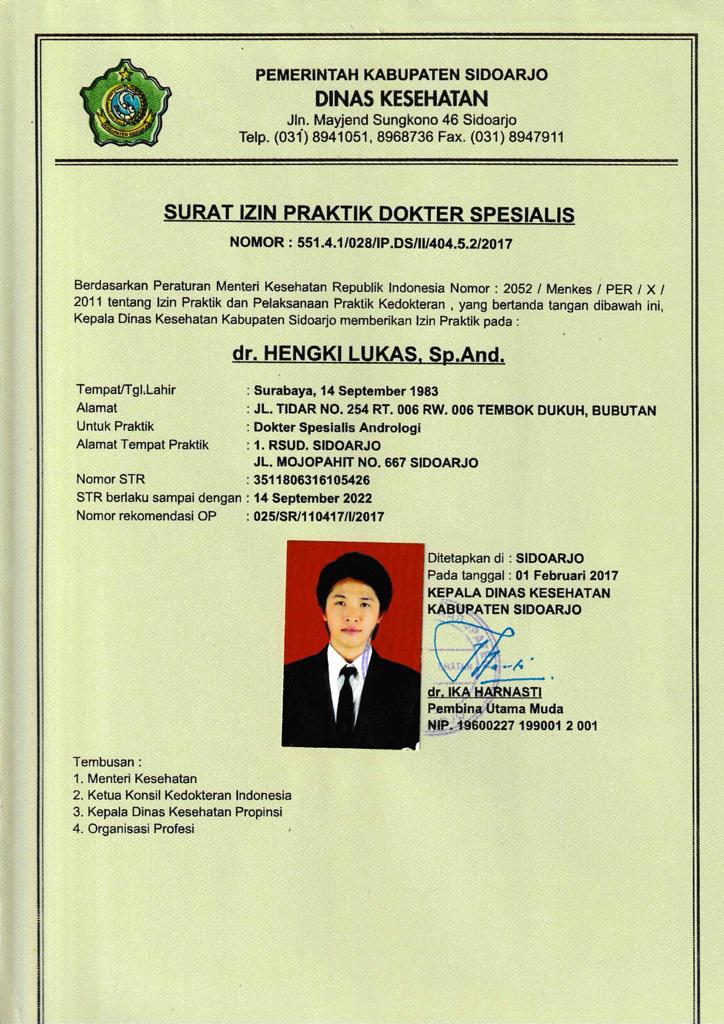 PEMERINTAH KABUPATEN SIDOARJO
DINAS KESEHATAN
Jln. Mayjend Sungkono 46 Sidoarjo
Telp. (031) 8941051, 8968736 Fax. (031) 8947911
SURAT IZIN PRAKTIK DOKTER SPESIALIS
NOMOR : 551.4.1/028/IP.DS/II/404.5.2/2017
Berdasarkan Peraturan Menteri Kesehatan Republik Indonesia Nomor : 2052 / Menkes / PER / X /
2011 tentang Izin Praktik dan Pelaksanaan Praktik Kedokteran , yang bertanda tangan dibawah ini,
Kepala Dinas Kesehatan Kabupaten Sidoarjo memberikan Izin Praktik pada :
dr. HENGKI LUKAS, Sp.And.
Tempat/Tgl.Lahir : Surabaya, 14 September 1983
Alamat : JL. TIDAR NO. 254 RT. 006 RW. 006 TEMBOK DUKUH, BUBUTAN
Untuk Praktik : Dokter Spesialis Andrologi
Alamat Tempat Praktik : 1. RSUD. SIDOARJO
JL. MOJOPAHIT NO. 667 SIDOARJO
Nomor STR : 3511806316105426
STR berlaku sampai dengan : 14 September 2022
Nomor rekomendasi OP : 025/SR/110417/I/2017
Ditetapkan di : SIDOARJO
Pada tanggal : 01 Februari 2017
KEPALA DINAS KESEHATAN
KABUPATEN SIDOARJO
dr. IKA HARNASTI
Pembina Utama Muda
NIP. 19600227 199001 2 001
Tembusan :
1. Menteri Kesehatan
2. Ketua Konsil Kedokteran Indonesia
3. Kepala Dinas Kesehatan Propinsi
4. Organisasi Profesi